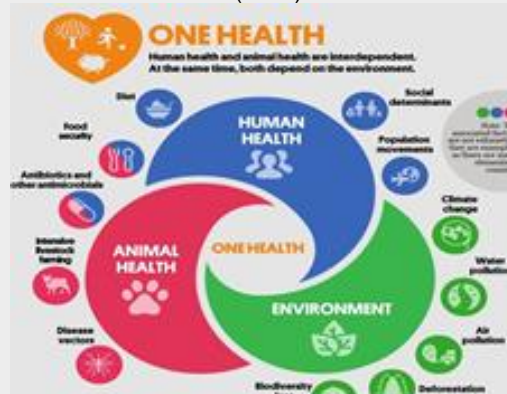 ONE HEALTH
Human health and animal health are interdependent.
At the same time, both depend on the environment.
Diet
Social
determinants
HUMAN
HEALTH
Food
security
Population
movements
Antibiotics and
other antimicrobials
Climate
change
ANIMAL
HEALTH
ONE HEALTH
Intensive
livestock
farming
Water
pollution
ENVIRONMENT
Disease
vectors
Air
pollution
Biodiversity
Deforestation